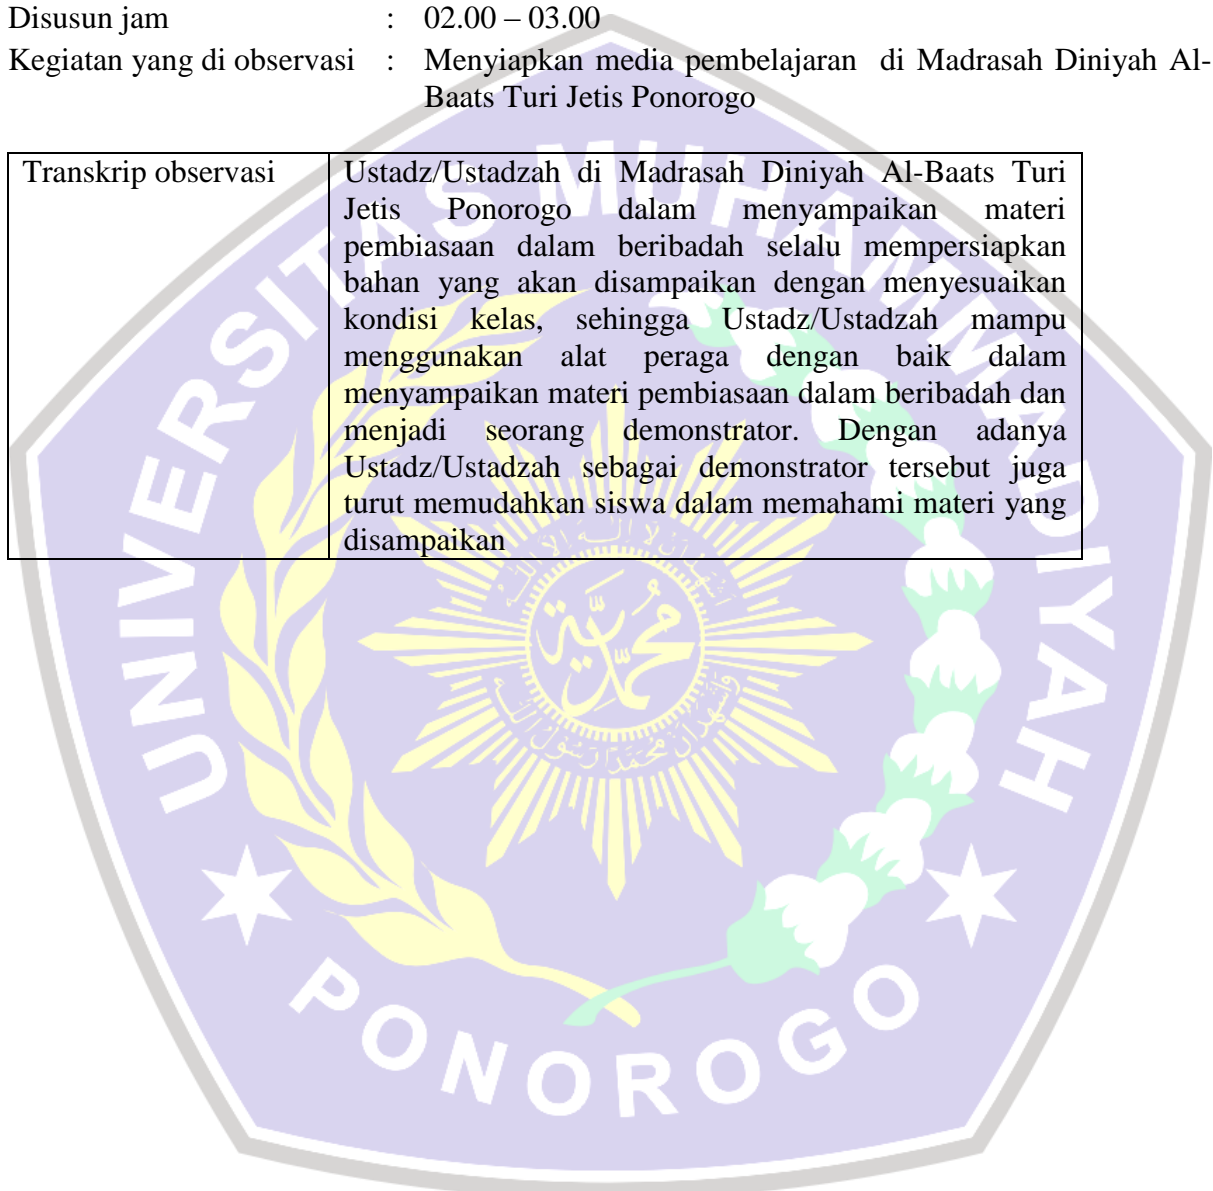 Disusun jam : 02.00 – 03.00
Kegiatan yang di observasi : Menyiapkan media pembelajaran di Madrasah Diniyah Al-
Baats Turi Jetis Ponorogo
Transkrip observasi
Ustadz/Ustadzah di Madrasah Diniyah Al-Baats Turi
Jetis Ponorogo dalam menyampaikan materi
pembiasaan dalam beribadah selalu mempersiapkan
bahan yang akan disampaikan dengan menyesuaikan
kondisi kelas, sehingga Ustadz/Ustadzah mampu
menggunakan alat peraga dengan baik dalam
menyampaikan materi pembiasaan dalam beribadah dan
menjadi seorang demonstrator. Dengan adanya
Ustadz/Ustadzah sebagai demonstrator tersebut juga
turut memudahkan siswa dalam memahami materi yang
disampaikan
UNIVERSITAS MUHAMMADIYAH
PONOROGO
محمدية